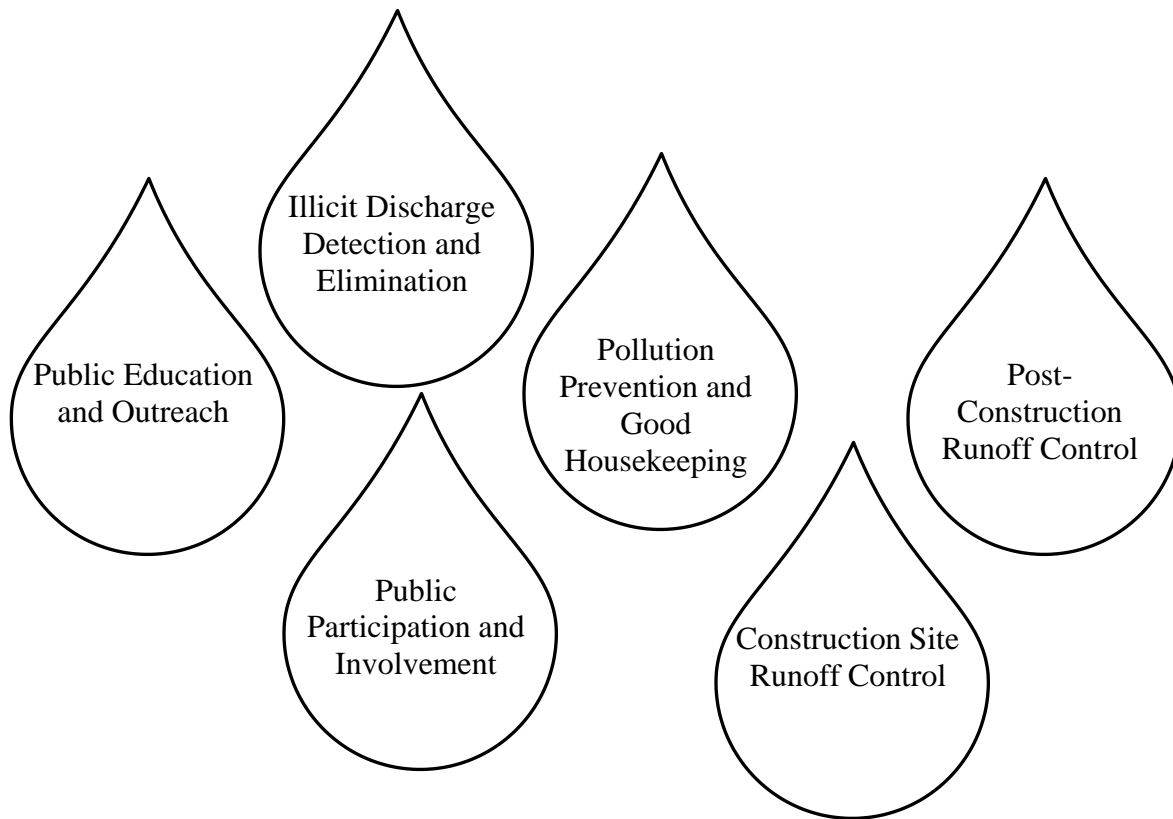 Illicit Discharge
Detection and
Elimination
Public Education
and Outreach
Pollution
Prevention and
Good
Housekeeping
Post-
Construction
Runoff Control
Public
Participation and
Involvement
Construction Site
Runoff Control